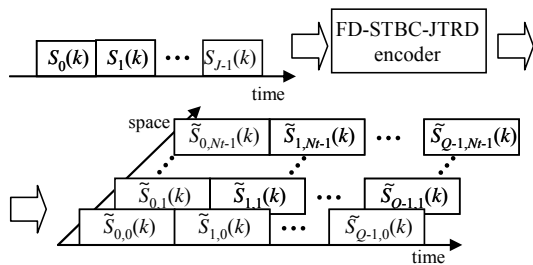 S₀(k) S₁(k) ••• S_{J-1}(k)
time
FD-STBC-JTRD
encoder
space
S̃_{0,Nt-1}(k) S̃_{1,Nt-1}(k) ••• S̃_{Q-1,Nt-1}(k)
S̃_{0,1}(k) S̃_{1,1}(k) ••• S̃_{Q-1,1}(k)
S̃_{0,0}(k) S̃_{1,0}(k) ••• S̃_{Q-1,0}(k)
time